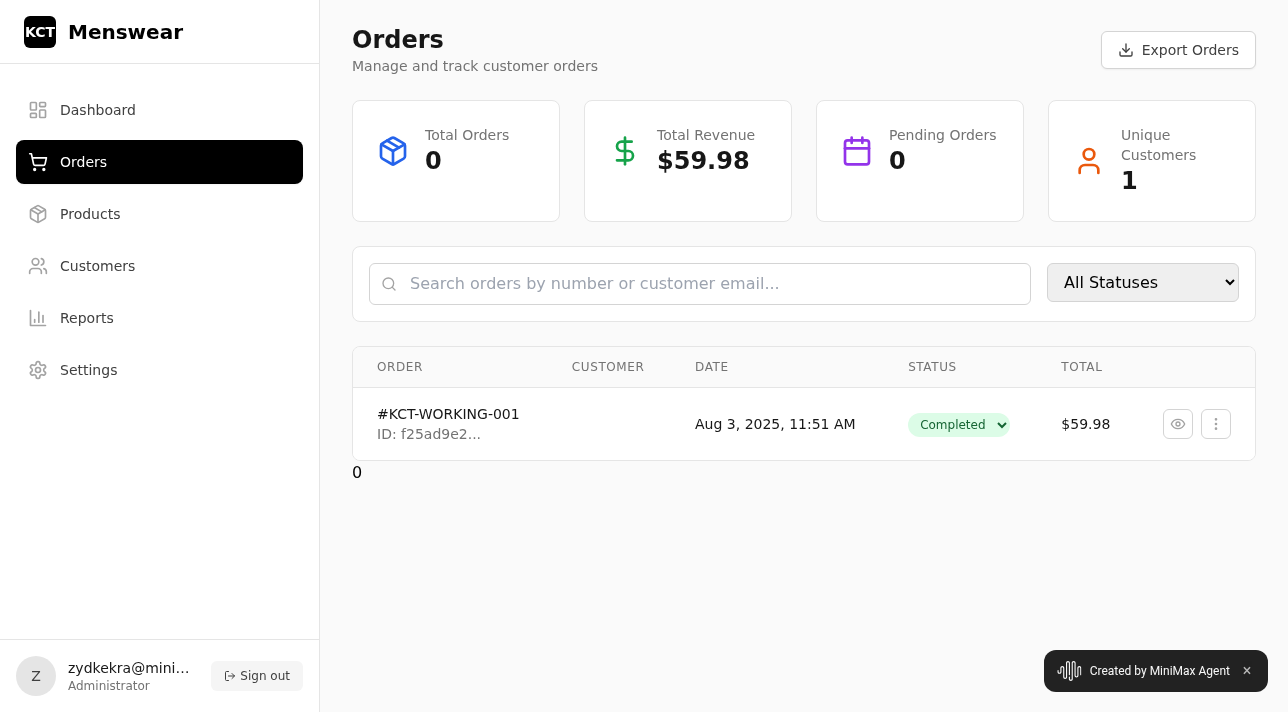 KCT Menswear
Dashboard
Orders
Products
Customers
Reports
Settings
Z
zydkekra@mini...
Administrator
Sign out
Orders
Manage and track customer orders
Export Orders
Total Orders
0
Total Revenue
$59.98
Pending Orders
0
Unique
Customers
1
Search orders by number or customer email...
All Statuses
ORDER CUSTOMER DATE STATUS TOTAL
#KCT-WORKING-001
ID: f25ad9e2...
Aug 3, 2025, 11:51 AM
Completed
$59.98
0
Created by MiniMax Agent ×